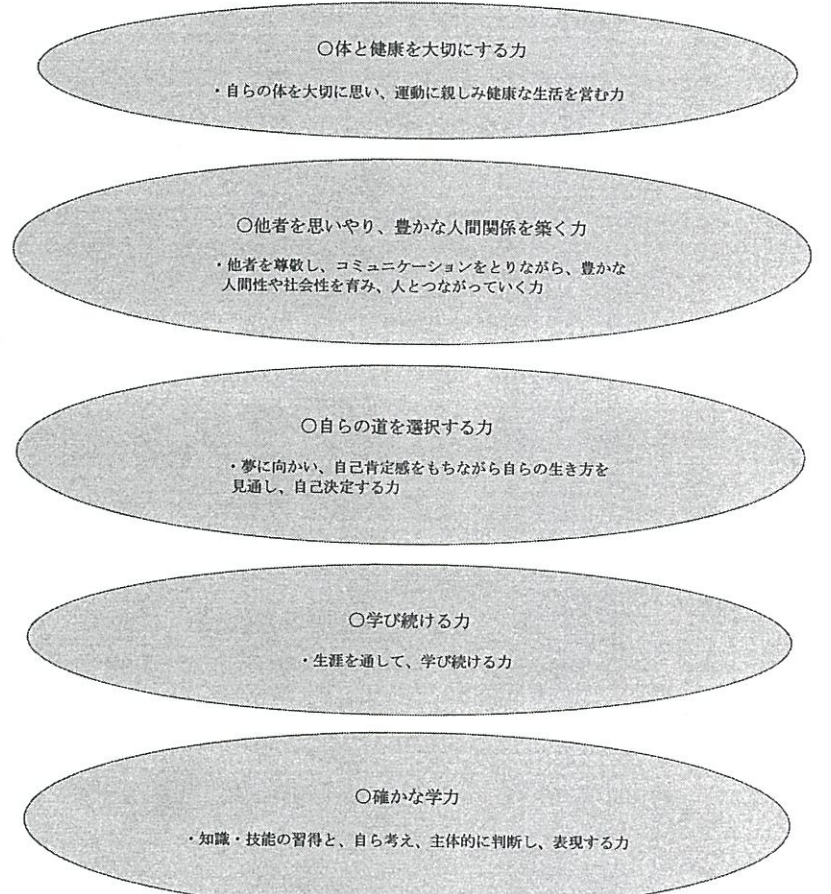 〇体と健康を大切にする力
・自らの体を大切に思い、運動に親しみ健康な生活を営む力
〇他者を思いやり、豊かな人間関係を築く力
・他者を尊敬し、コミュニケーションをとりながら、豊かな
人間性や社会性を育み、人とつながっていく力
〇自らの道を選択する力
・夢に向かい、自己肯定感をもちながら自らの生き方を
見通し、自己決定する力
〇学び続ける力
・生涯を通して、学び続ける力
〇確かな学力
・知識・技能の習得と、自ら考え、主体的に判断し、表現する力